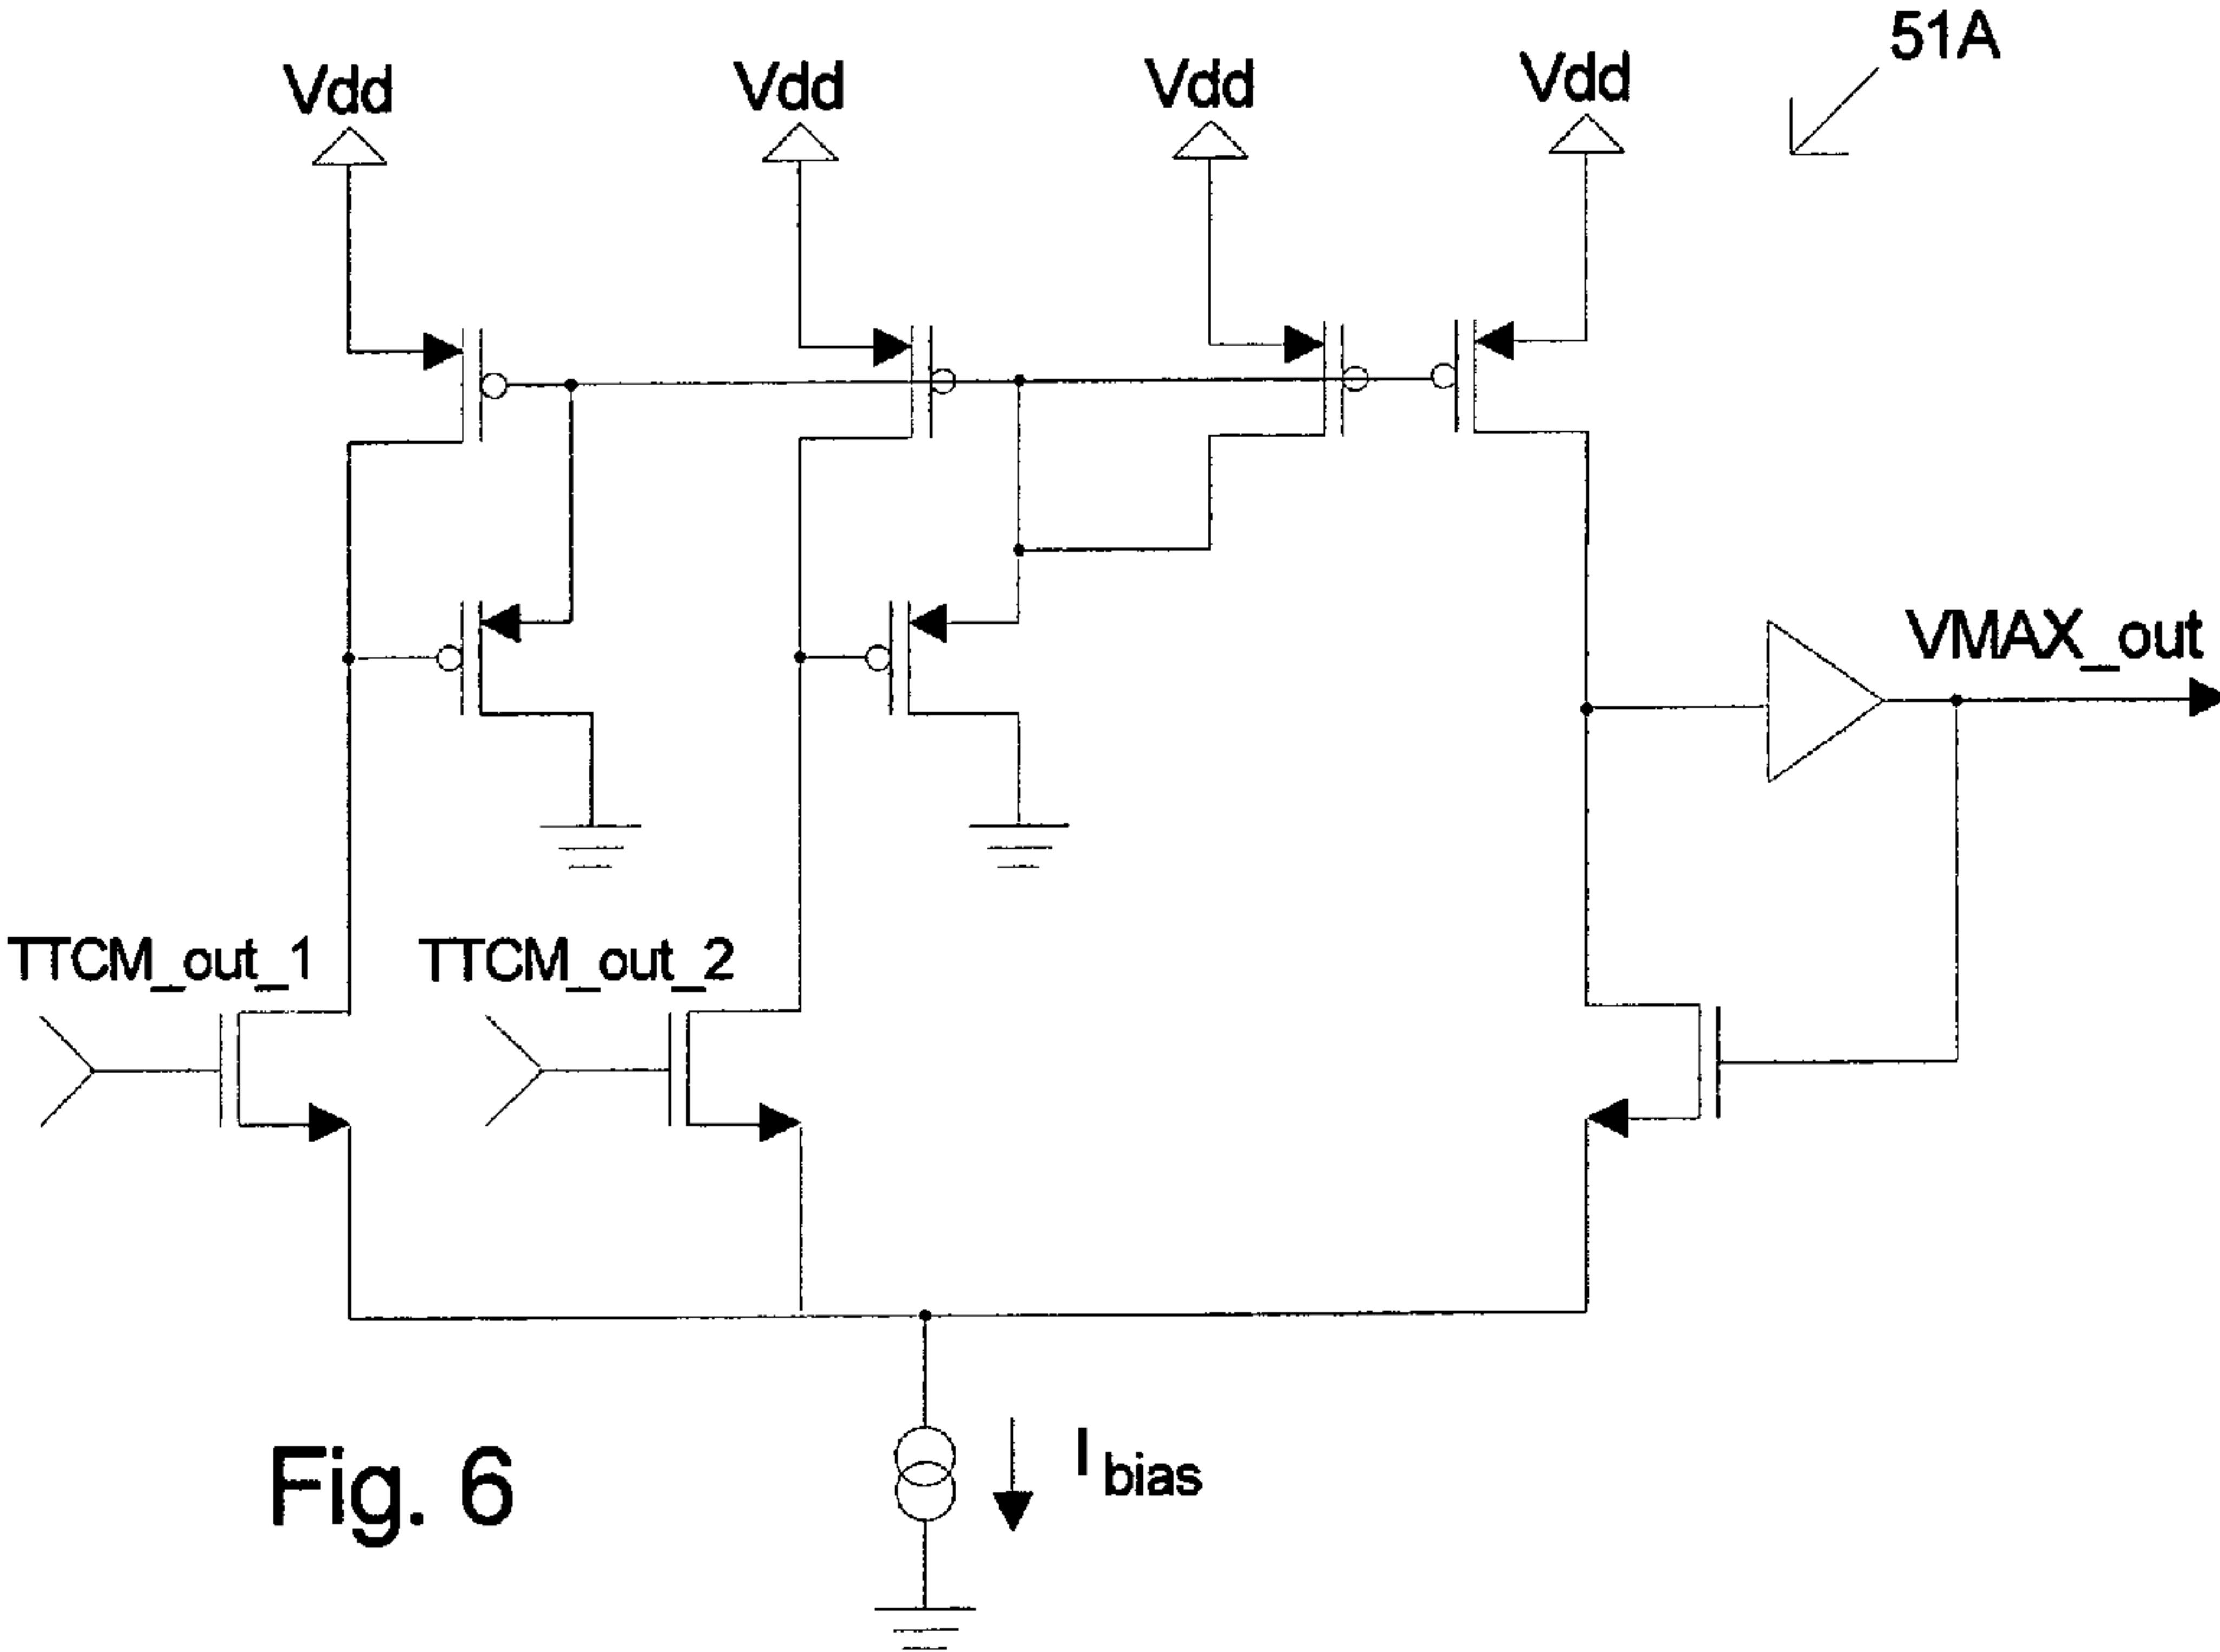 51A
Vdd
Vdd
Vdd
Vdd
VMAX_out
TTCM_out_1
TTCM_out_2
I bias
Fig. 6